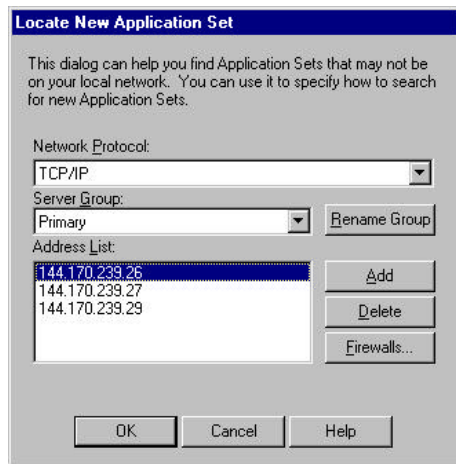 Locate New Application Set
This dialog can help you find Application Sets that may not be
on your local network. You can use it to specify how to search
for new Application Sets.
Network Protocol:
TCP/IP
Server Group:
Primary
Rename Group
Address List:
144.170.239.26
144.170.239.27
144.170.239.29
Add
Delete
Firewalls...
OK
Cancel
Help